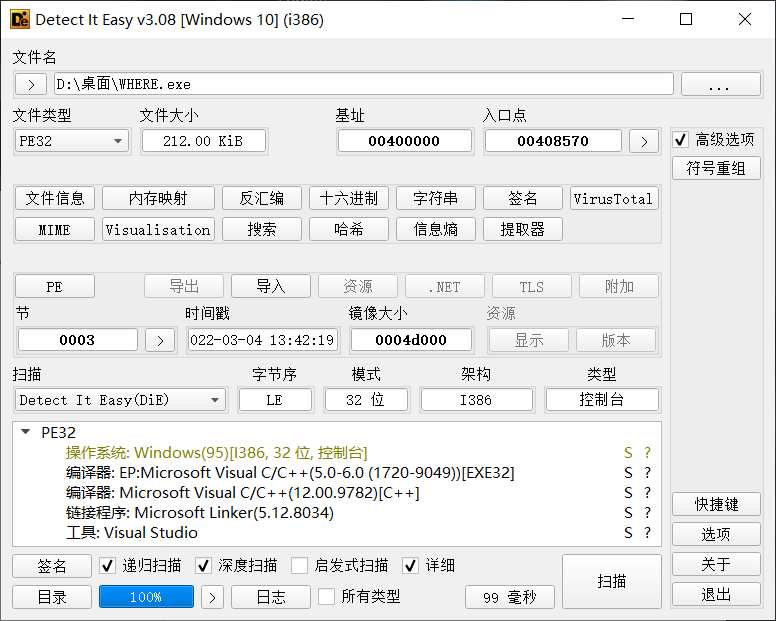 Detect It Easy v3.08 [Windows 10] (i386)
文件名
> D:\桌面\WHERE.exe ...
文件类型 文件大小 基址 入口点
PE32 212.00 KiB 00400000 00408570 > 高级选项
符号重组
文件信息 内存映射 反汇编 十六进制 字符串 签名 VirusTotal
MIME Visualisation 搜索 哈希 信息熵 提取器
PE 导出 导入 资源 .NET TLS 附加
节 时间戳 镜像大小 资源
0003 > 022-03-04 13:42:19 0004d000 显示 版本
扫描 字节序 模式 架构 类型
Detect It Easy(DiE) LE 32 位 I386 控制台
PE32
操作系统: Windows(95)[I386, 32 位, 控制台] S ?
编译器: EP:Microsoft Visual C/C++(5.0-6.0 (1720-9049))[EXE32] S ?
编译器: Microsoft Visual C/C++(12.00.9782)[C++] S ?
链接程序: Microsoft Linker(5.12.8034) S ?
工具: Visual Studio S ?
快捷键
选项
关于
退出
签名 递归扫描 深度扫描 启发式扫描 详细 扫描
目录 100% > 日志 所有类型 99 毫秒